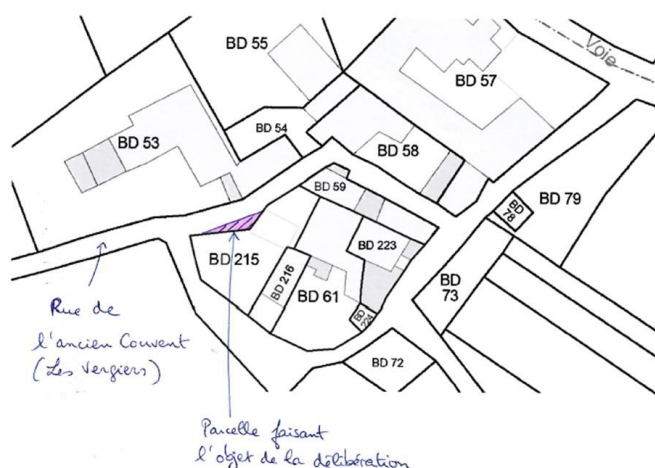 BD 55
Voie
BD 57
BD 54
BD 53
BD 58
BD 59
BD 79
BD 78
BD 223
BD 215
BD 216
BD 61
BD 73
BD 224
BD 72
Rue de
l'ancien Couvent
(Les Vergiers)
Parcelle faisant
l'objet de la délibération